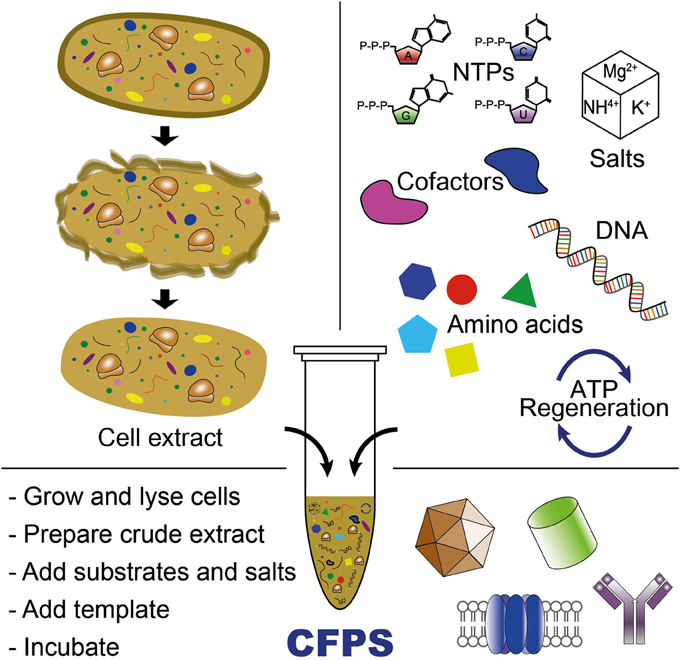 Cell extract
P-P-P-
A
P-P-P-
C
NTPs
P-P-P-
G
P-P-P-
U
Mg2+
NH4+
K+
Salts
Cofactors
DNA
Amino acids
ATP
Regeneration
- Grow and lyse cells
- Prepare crude extract
- Add substrates and salts
- Add template
- Incubate
CFPS